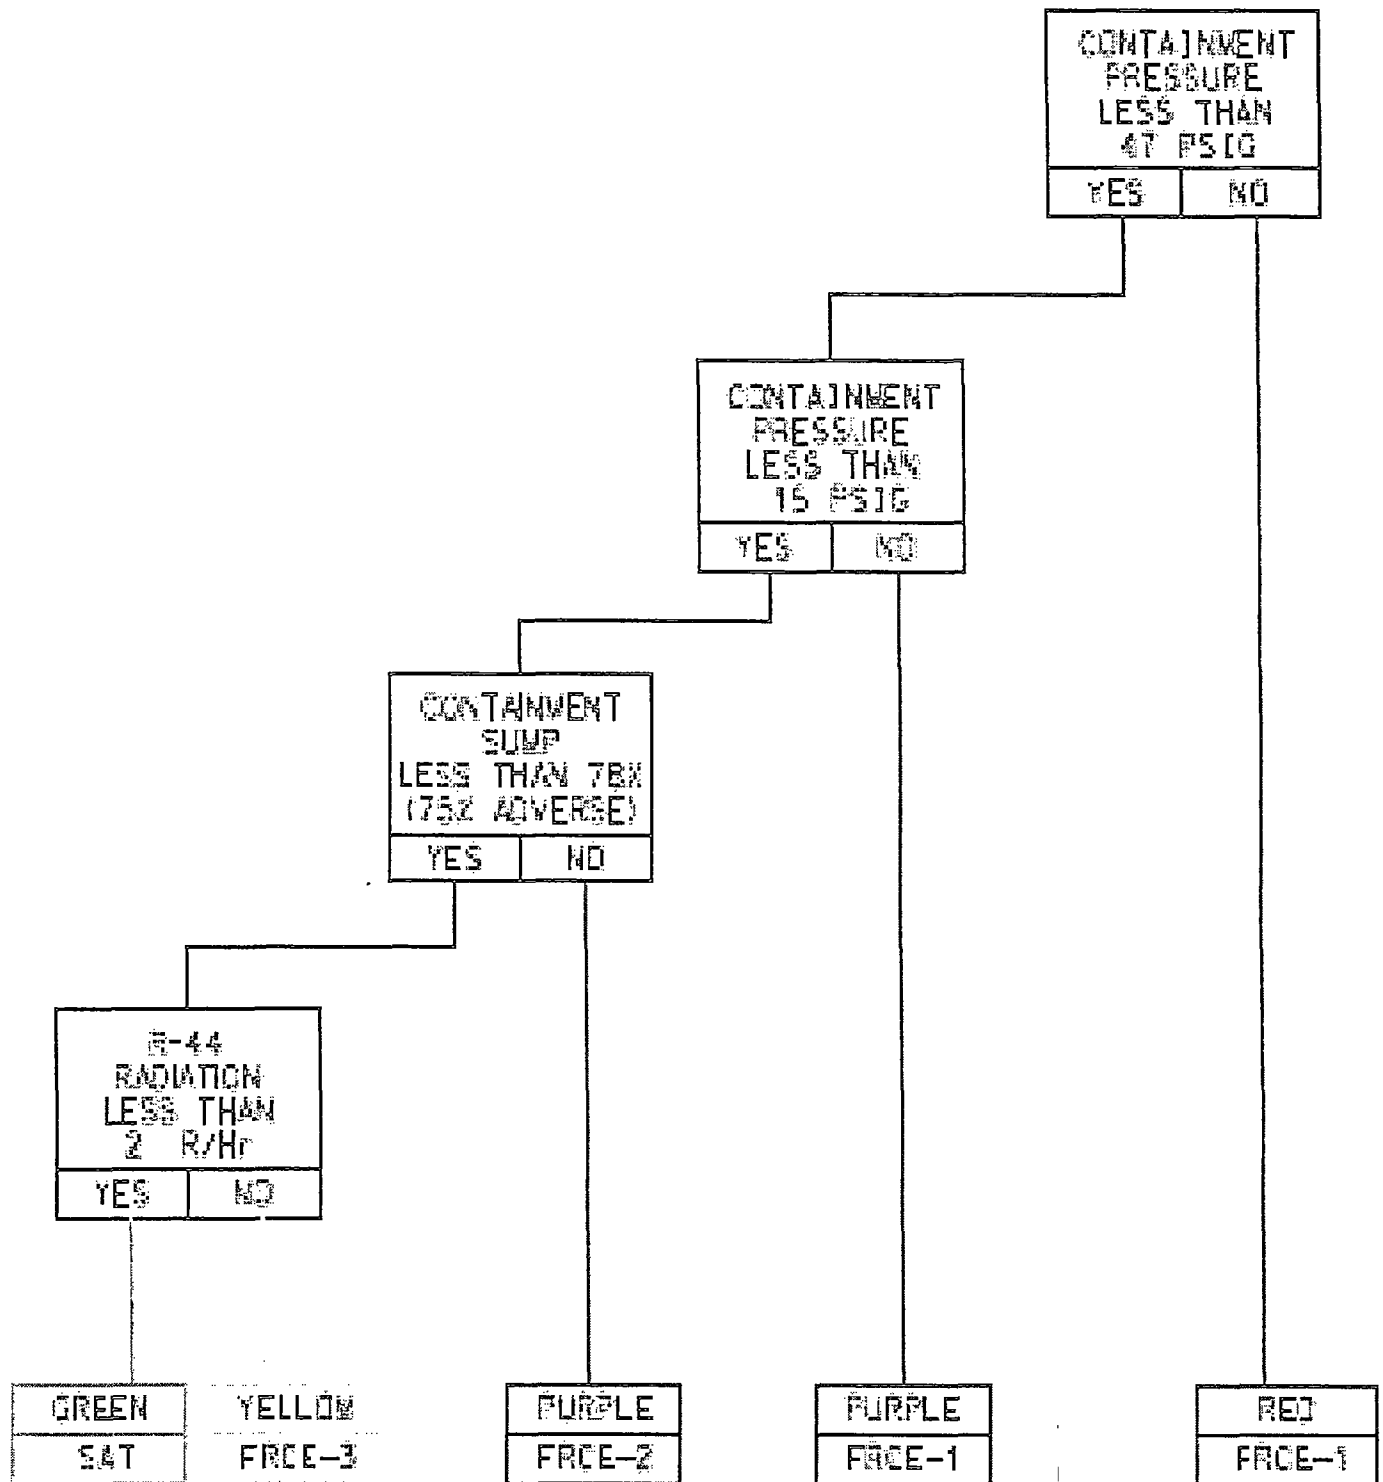 CONTAINMENT
PRESSURE
LESS THAN
47 PSIG
YES NO
CONTAINMENT
PRESSURE
LESS THAN
15 PSIG
YES NO
CONTAINMENT
SUMP
LESS THAN 78%
(75% ADVERSE)
YES NO
R-44
RADIATION
LESS THAN
2 R/Hr
YES NO
GREEN YELLOW PURPLE PURPLE RED
SAT FRCE-3 FRCE-2 FRCE-1 FRCE-1